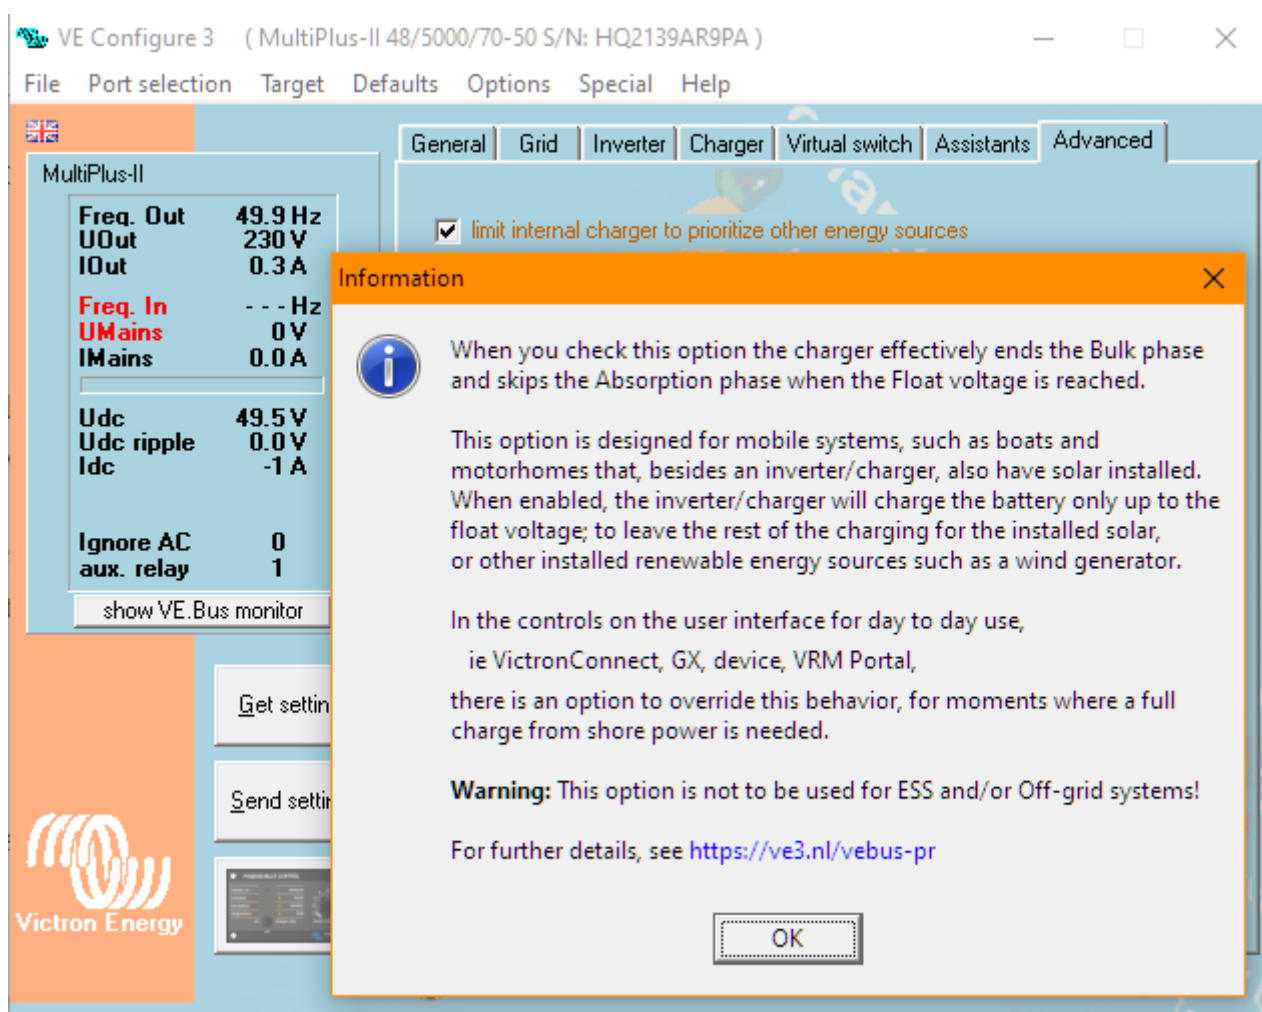 VE Configure 3 ( MultiPlus-II 48/5000/70-50 S/N: HQ2139AR9PA )
File Port selection Target Defaults Options Special Help
General Grid Inverter Charger Virtual switch Assistants Advanced
MultiPlus-II
limit internal charger to prioritize other energy sources
Freq. Out 49.9 Hz
UOut 230 V
IOut 0.3 A
Freq. In - - - Hz
UMains 0 V
IMains 0.0 A
Udc 49.5 V
Udc ripple 0.0 V
Idc -1 A
Ignore AC 0
aux. relay 1
show VE.Bus monitor
Get settin
Send settin
Victron Energy
Information
When you check this option the charger effectively ends the Bulk phase
and skips the Absorption phase when the Float voltage is reached.
This option is designed for mobile systems, such as boats and
motorhomes that, besides an inverter/charger, also have solar installed.
When enabled, the inverter/charger will charge the battery only up to the
float voltage; to leave the rest of the charging for the installed solar,
or other installed renewable energy sources such as a wind generator.
In the controls on the user interface for day to day use,
ie VictronConnect, GX, device, VRM Portal,
there is an option to override this behavior, for moments where a full
charge from shore power is needed.
Warning: This option is not to be used for ESS and/or Off-grid systems!
For further details, see https://ve3.nl/vebus-pr
OK